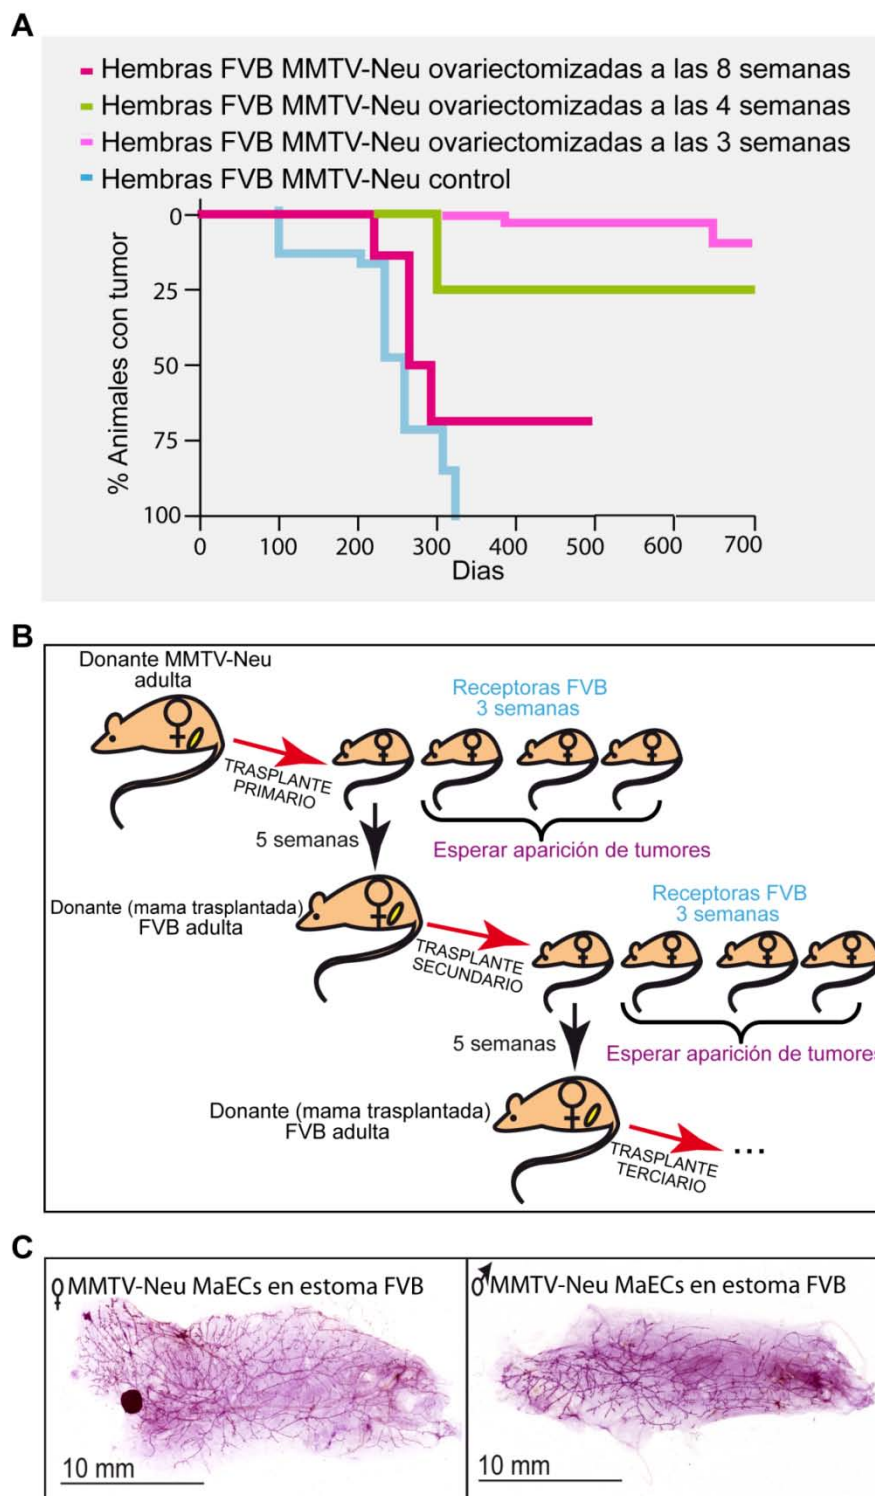 A
Hembras FVB MMTV-Neu ovariectomizadas a las 8 semanas
Hembras FVB MMTV-Neu ovariectomizadas a las 4 semanas
Hembras FVB MMTV-Neu ovariectomizadas a las 3 semanas
Hembras FVB MMTV-Neu control
% Animales con tumor
0
25
50
75
100
0 100 200 300 400 500 600 700
Dias
B
Donante MMTV-Neu
adulta
Receptoras FVB
3 semanas
TRASPLANTE
PRIMARIO
5 semanas
Esperar aparición de tumores
Donante (mama trasplantada)
FVB adulta
Receptoras FVB
3 semanas
TRASPLANTE
SECUNDARIO
5 semanas
Esperar aparición de tumores
Donante (mama trasplantada)
FVB adulta
TRASPLANTE
TERCIARIO
...
C
♀ MMTV-Neu MaECs en estoma FVB
10 mm
♂ MMTV-Neu MaECs en estoma FVB
10 mm